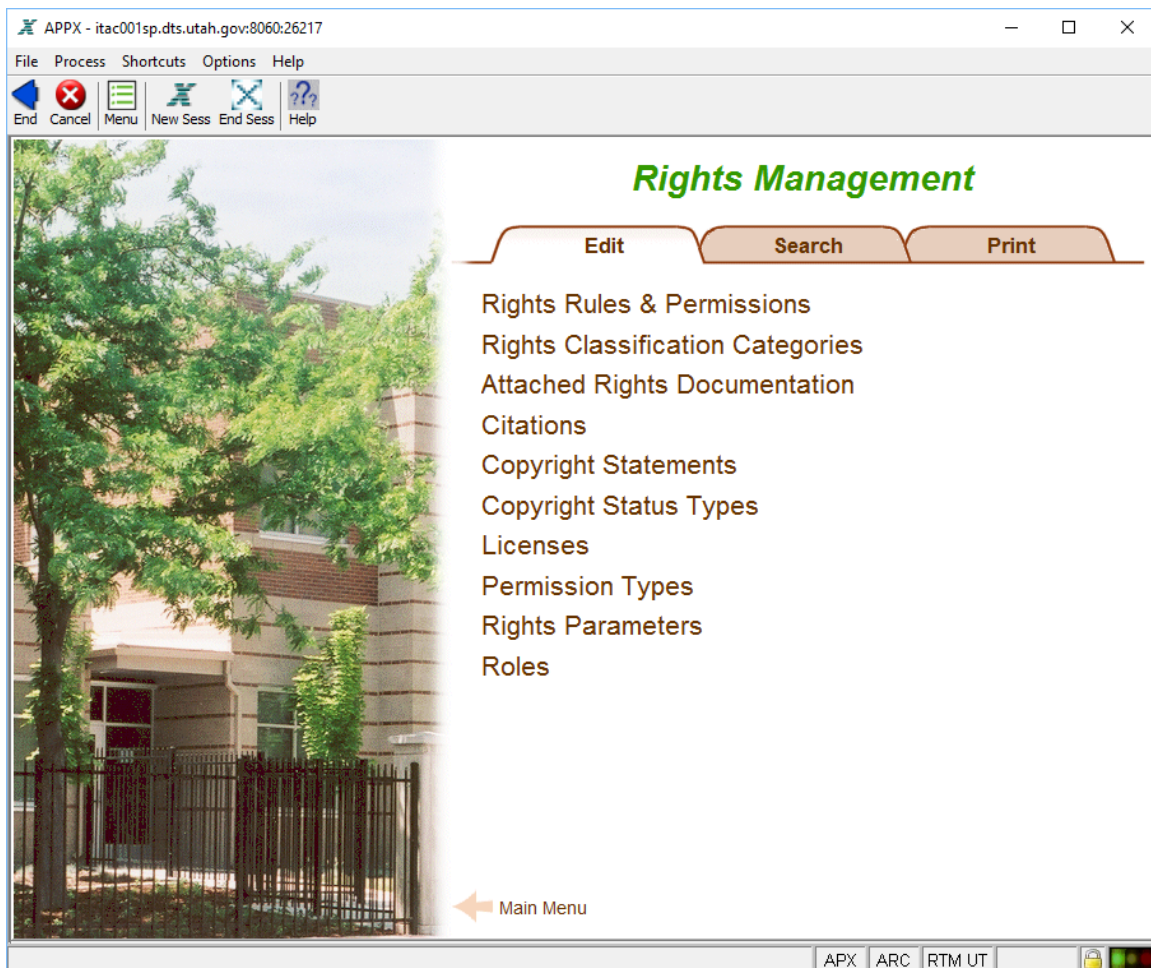 APPX - itac001sp.dts.utah.gov:8060:26217
File Process Shortcuts Options Help
End Cancel Menu New Sess End Sess Help
Rights Management
Edit Search Print
Rights Rules & Permissions
Rights Classification Categories
Attached Rights Documentation
Citations
Copyright Statements
Copyright Status Types
Licenses
Permission Types
Rights Parameters
Roles
Main Menu
APX ARC RTM UT